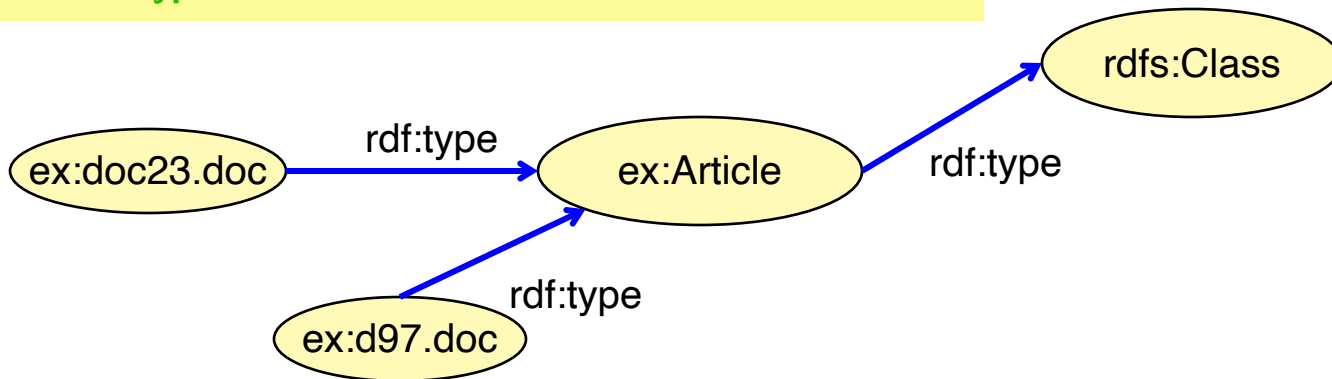 rdfs:Class
rdf:type
ex:doc23.doc
ex:Article
rdf:type
rdf:type
ex:d97.doc